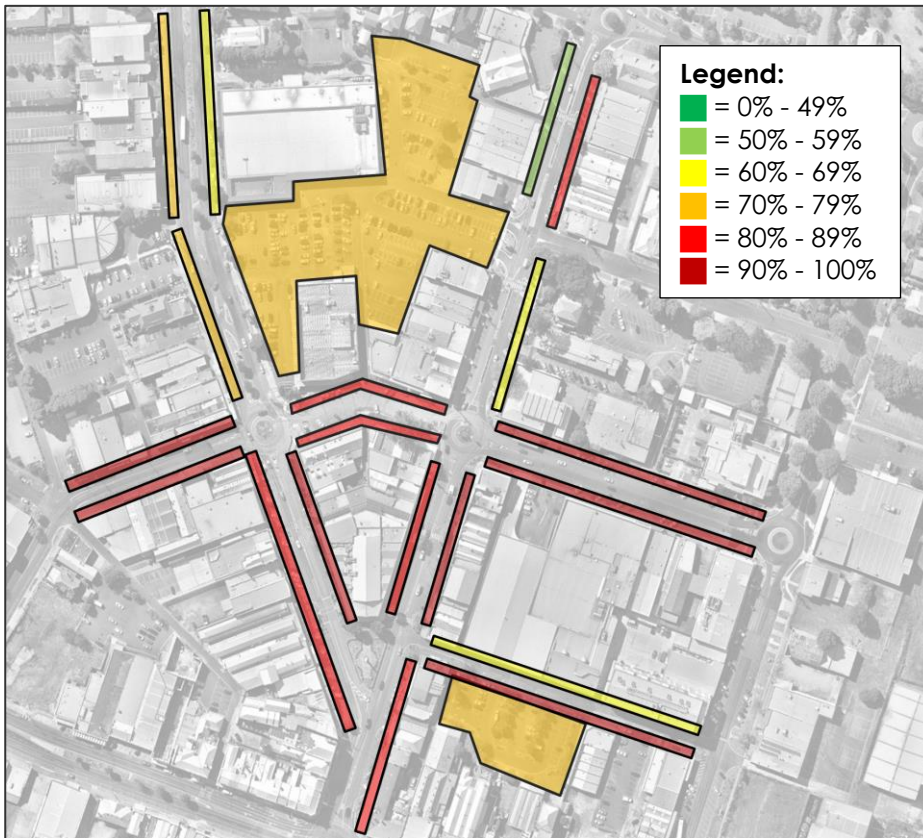 Legend:
= 0% - 49%
= 50% - 59%
= 60% - 69%
= 70% - 79%
= 80% - 89%
= 90% - 100%